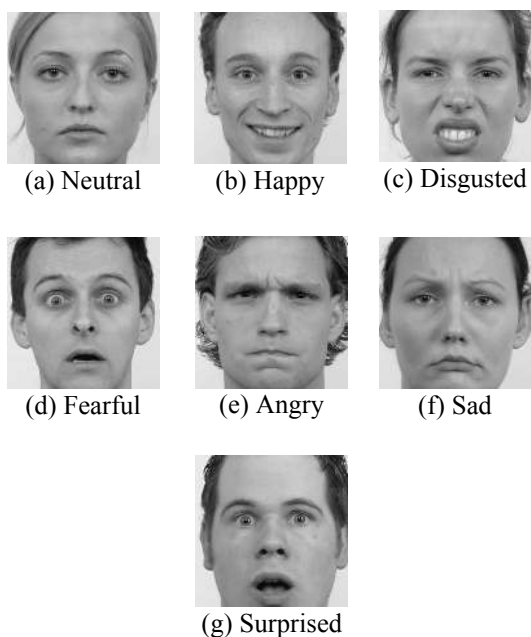 (a) Neutral
(b) Happy
(c) Disgusted
(d) Fearful
(e) Angry
(f) Sad
(g) Surprised